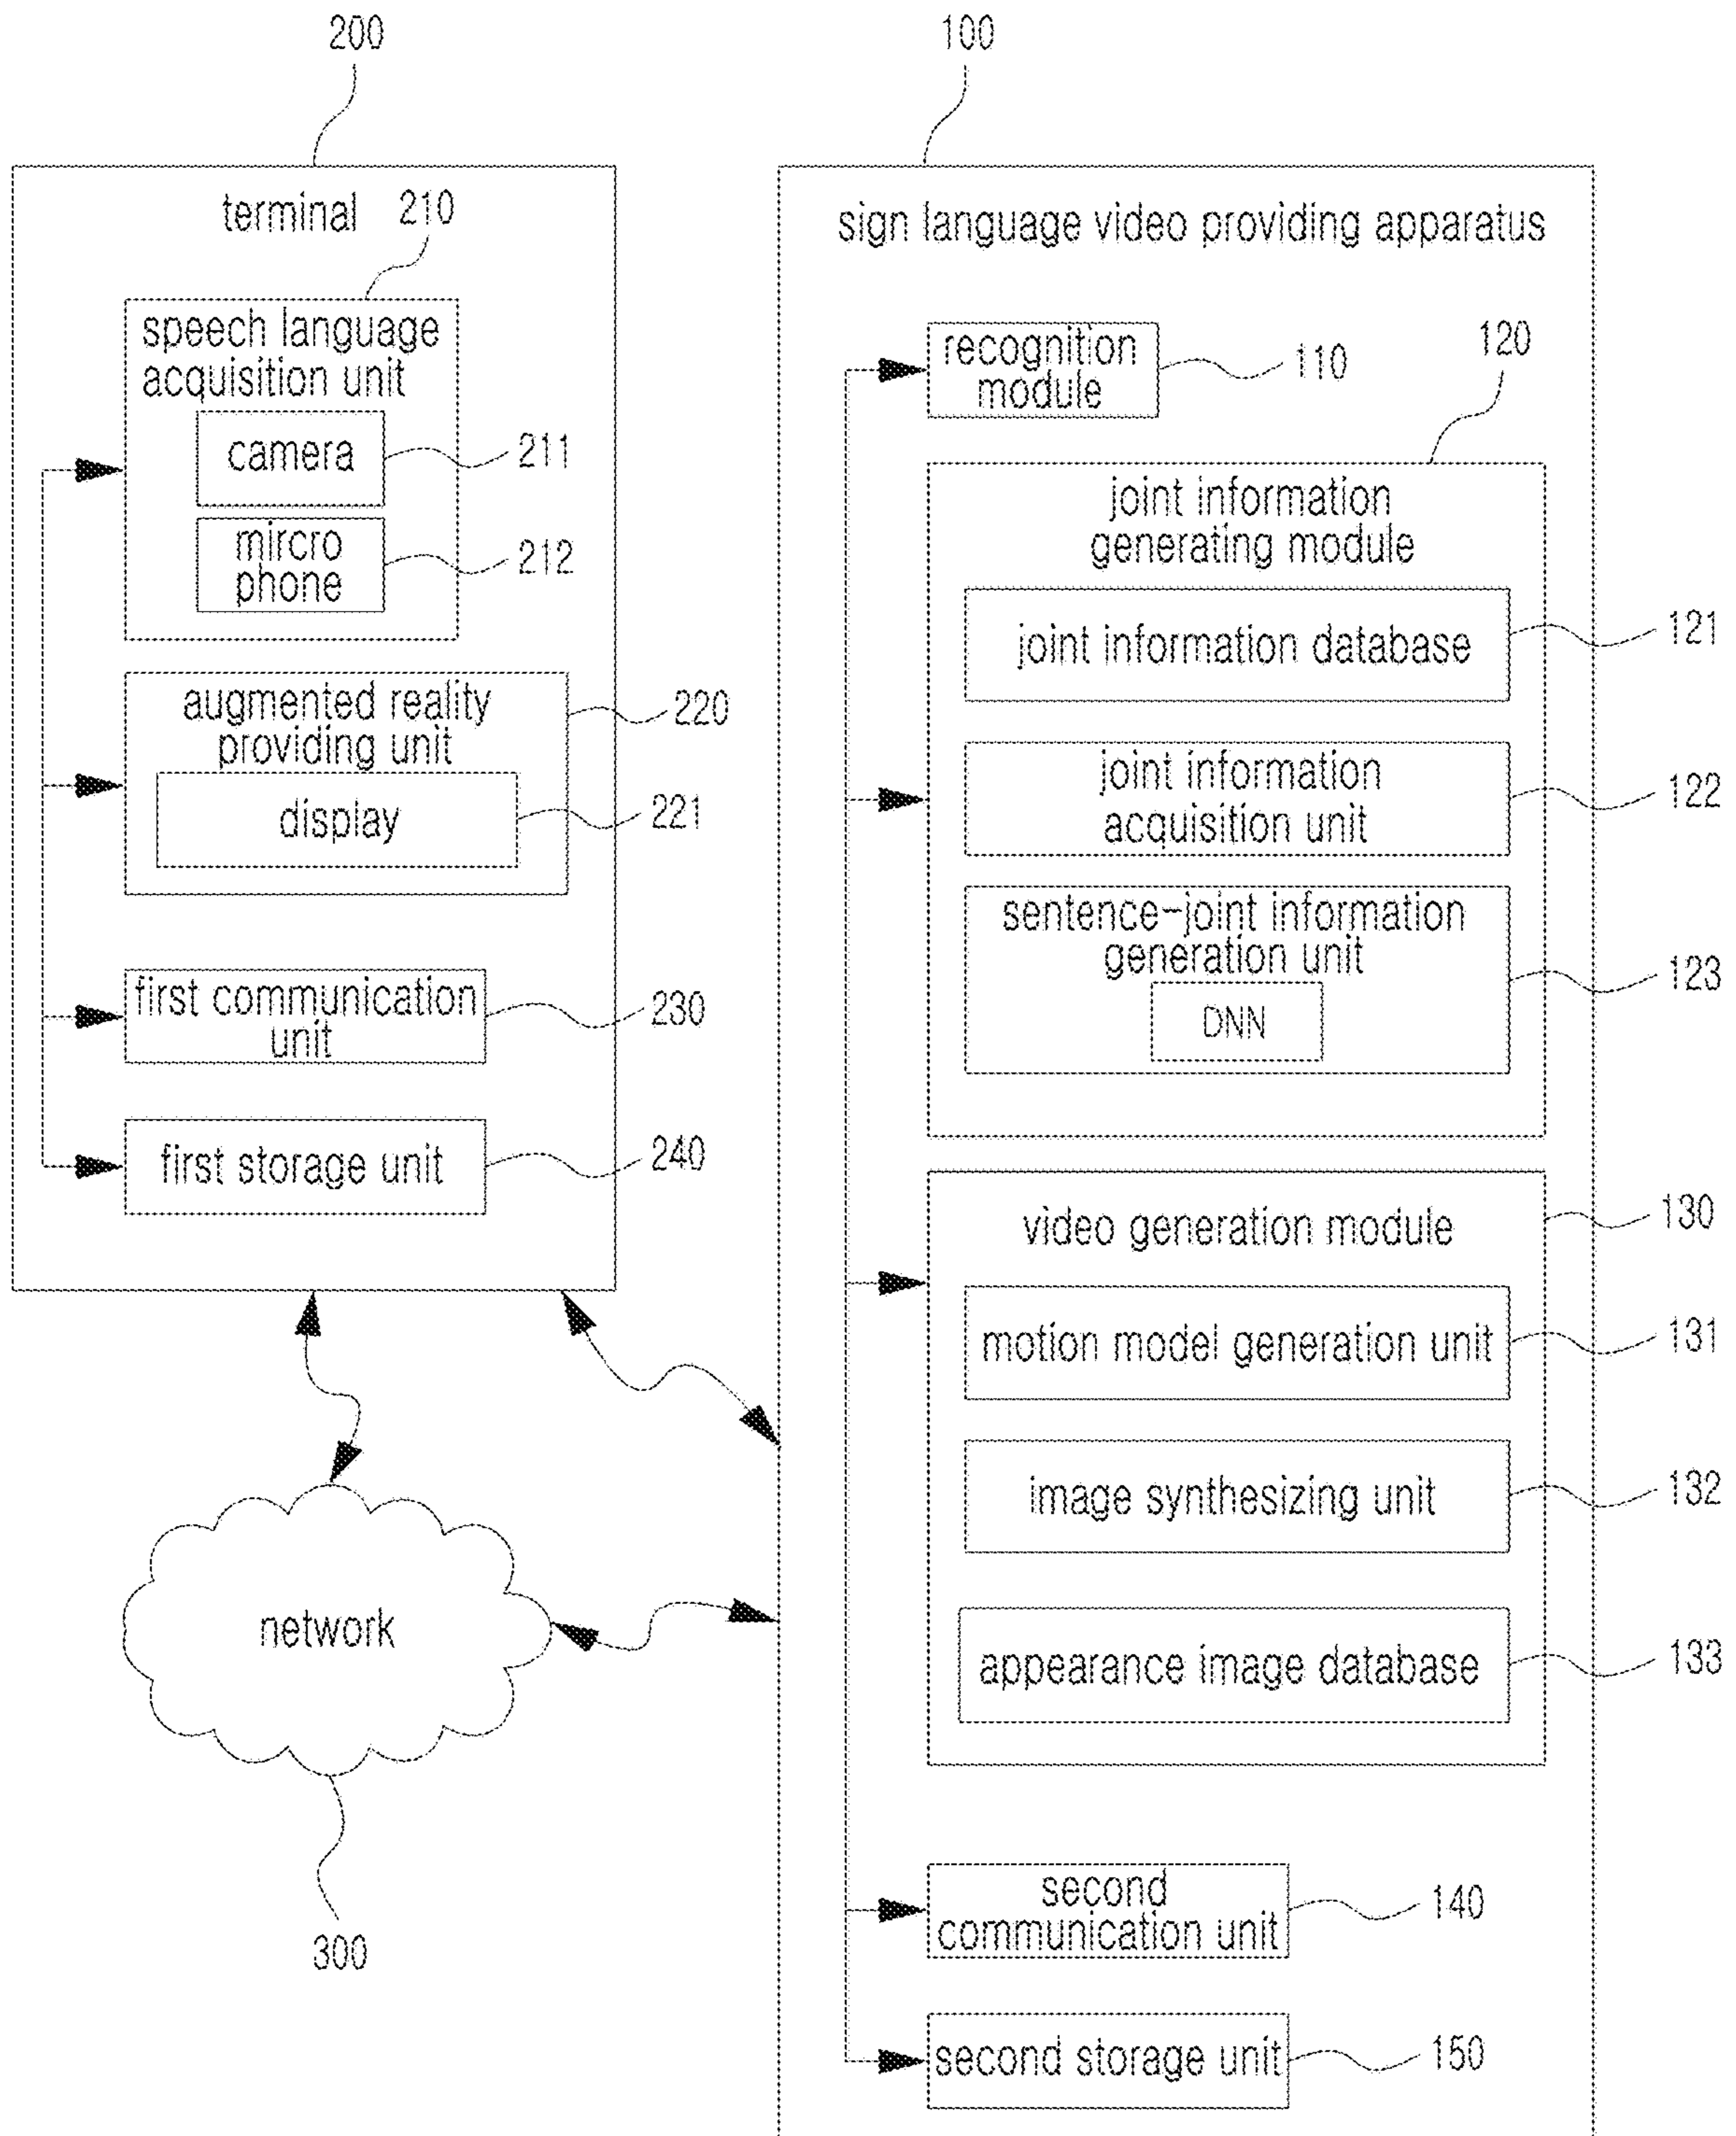 200
100
terminal
210
speech language
acquisition unit
camera
211
mircro
phone
212
augmented reality
providing unit
220
display
221
first communication
unit
230
first storage unit
240
network
300
sign language video providing apparatus
recognition
module
110
120
joint information
generating module
joint information database
121
joint information
acquisition unit
122
sentence-joint information
generation unit
DNN
123
video generation module
130
motion model generation unit
131
image synthesizing unit
132
appearance image database
133
second
communication unit
140
second storage unit
150